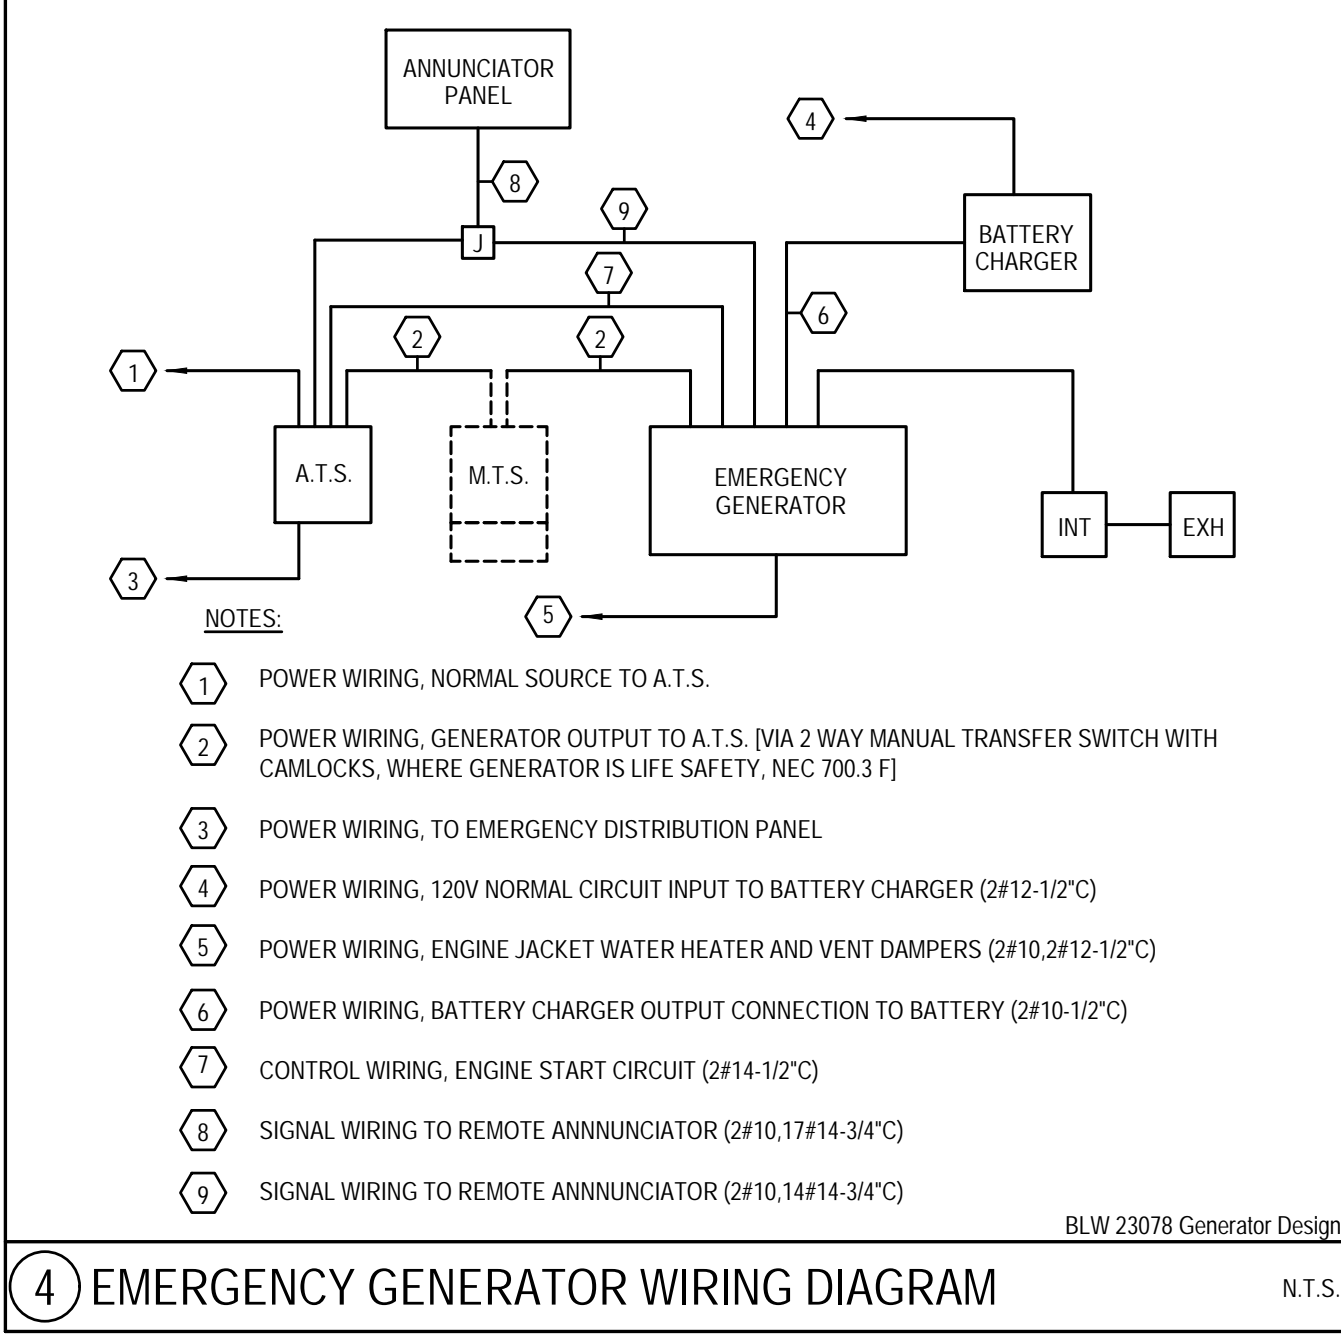 ANNUNCIATOR
PANEL
4
8
9
J
BATTERY
CHARGER
7
6
2
2
1
A.T.S.
M.T.S.
EMERGENCY
GENERATOR
INT
EXH
3
5
NOTES:
1 POWER WIRING, NORMAL SOURCE TO A.T.S.
2 POWER WIRING, GENERATOR OUTPUT TO A.T.S. [VIA 2 WAY MANUAL TRANSFER SWITCH WITH
CAMLOCKS, WHERE GENERATOR IS LIFE SAFETY, NEC 700.3 F]
3 POWER WIRING, TO EMERGENCY DISTRIBUTION PANEL
4 POWER WIRING, 120V NORMAL CIRCUIT INPUT TO BATTERY CHARGER (2#12-1/2"C)
5 POWER WIRING, ENGINE JACKET WATER HEATER AND VENT DAMPERS (2#10,2#12-1/2"C)
6 POWER WIRING, BATTERY CHARGER OUTPUT CONNECTION TO BATTERY (2#10-1/2"C)
7 CONTROL WIRING, ENGINE START CIRCUIT (2#14-1/2"C)
8 SIGNAL WIRING TO REMOTE ANNNUNCIATOR (2#10,17#14-3/4"C)
9 SIGNAL WIRING TO REMOTE ANNNUNCIATOR (2#10,14#14-3/4"C)
BLW 23078 Generator Design
4 EMERGENCY GENERATOR WIRING DIAGRAM
N.T.S.